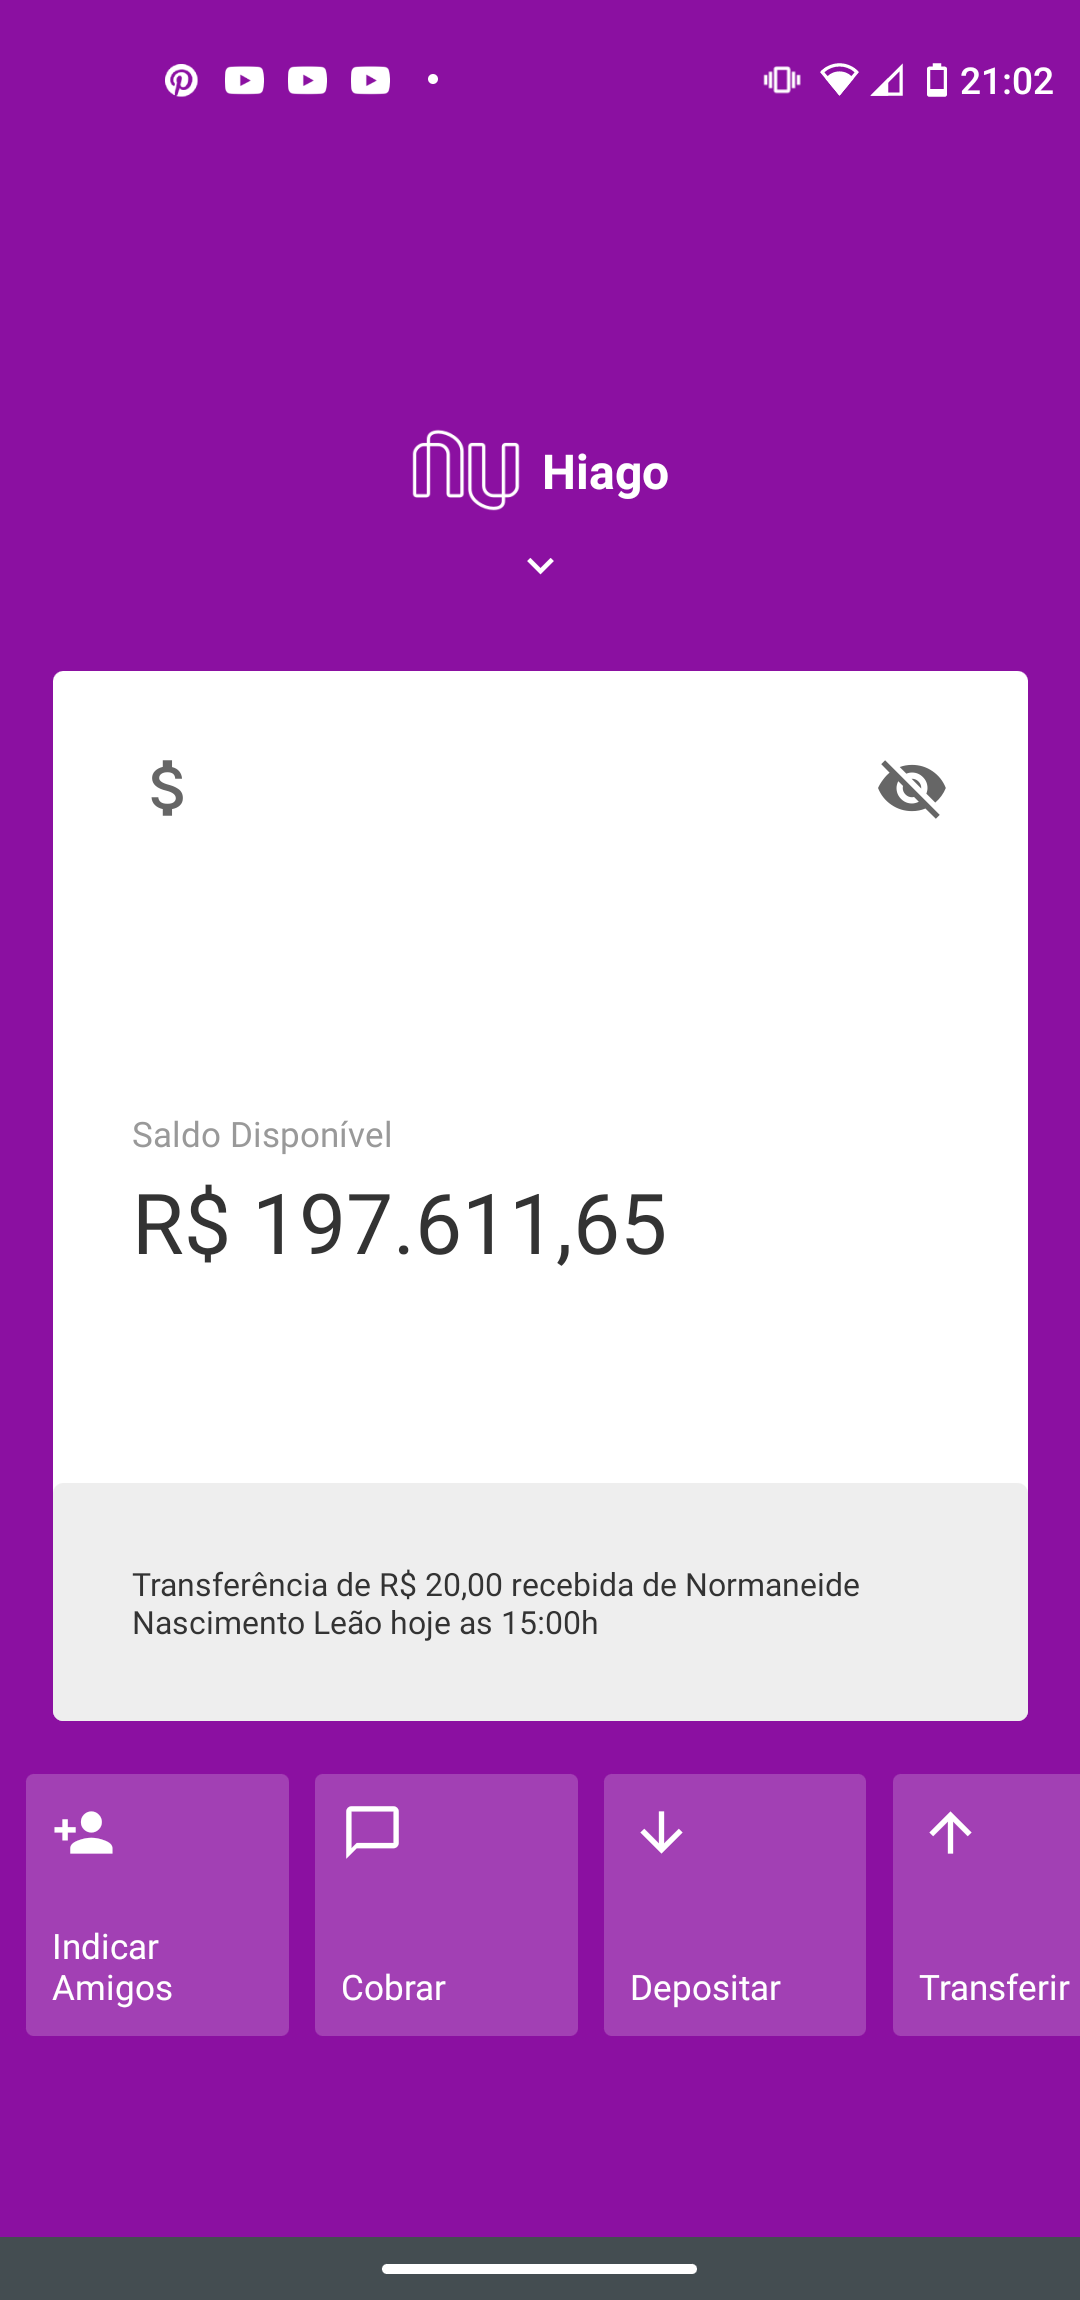 21:02
nu Hiago
$
Saldo Disponível
R$ 197.611,65
Transferência de R$ 20,00 recebida de Normaneide
Nascimento Leão hoje as 15:00h
Indicar
Amigos
Cobrar
Depositar
Transferir